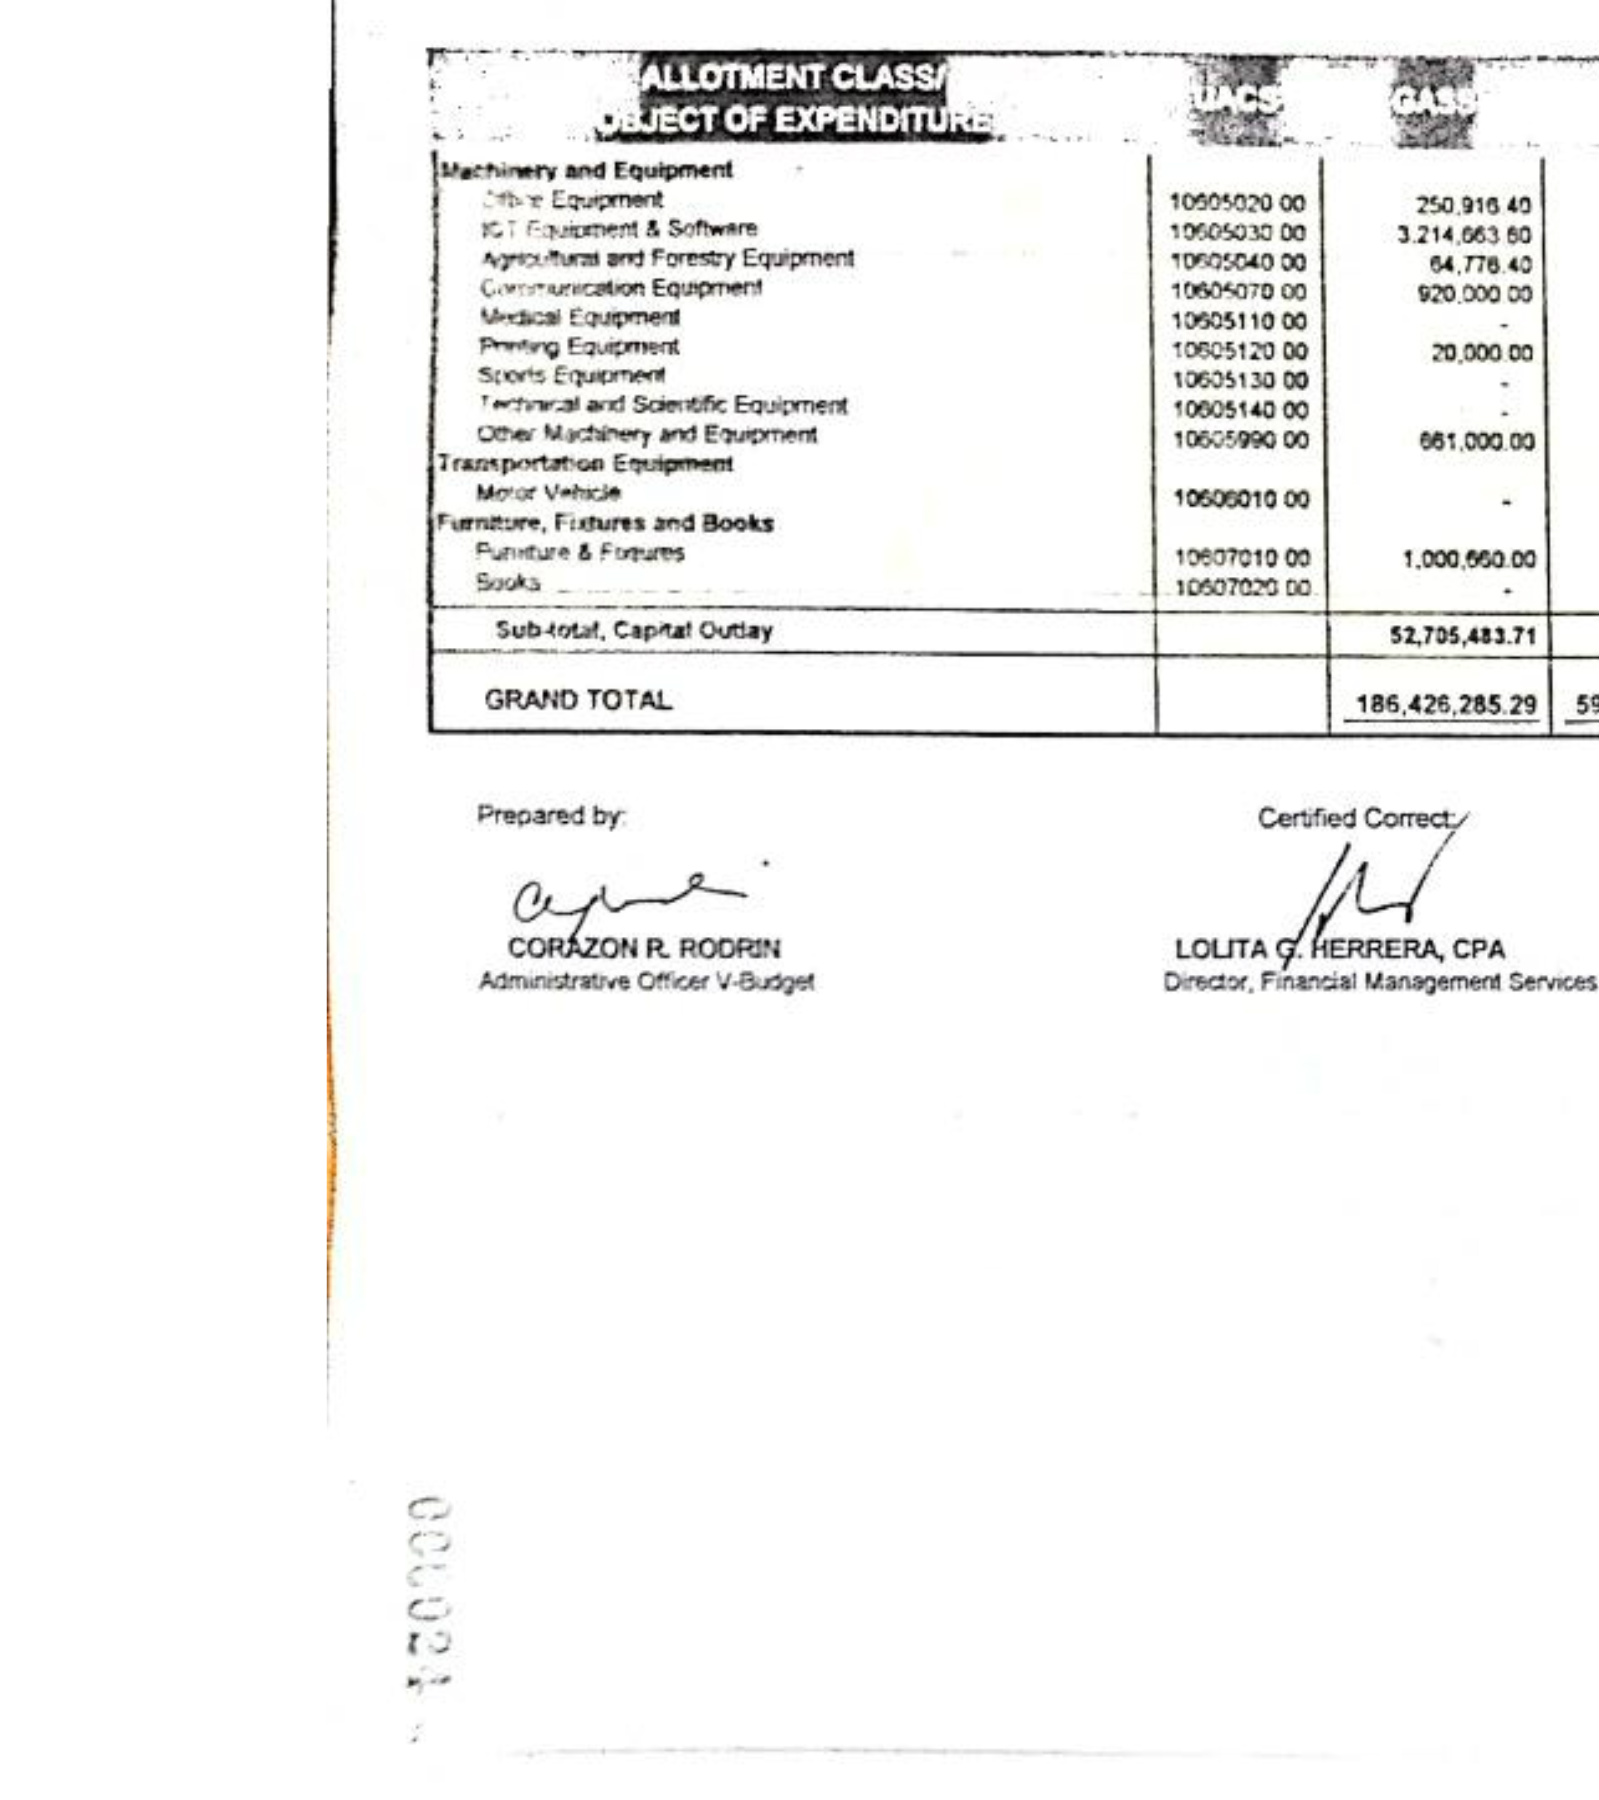 ALLOTMENT CLASS/
OBJECT OF EXPENDITURE UACS GASS
Machinery and Equipment
Office Equipment 10605020 00 250,916.40
ICT Equipment & Software 10605030 00 3,214,663.60
Agricultural and Forestry Equipment 10605040 00 64,776.40
Communication Equipment 10605070 00 920,000.00
Medical Equipment 10605110 00 -
Printing Equipment 10605120 00 20,000.00
Sports Equipment 10605130 00 -
Technical and Scientific Equipment 10605140 00 -
Other Machinery and Equipment 10605990 00 661,000.00
Transportation Equipment
Motor Vehicle 10606010 00 -
Furniture, Fixtures and Books
Furniture & Fixtures 10607010 00 1,000,660.00
Books 10607020 00 -
Sub-total, Capital Outlay 52,705,483.71
GRAND TOTAL 186,426,285.29 59
Prepared by: Certified Correct:
CORAZON R. RODRIN LOLITA G. HERRERA, CPA
Administrative Officer V-Budget Director, Financial Management Services
000024